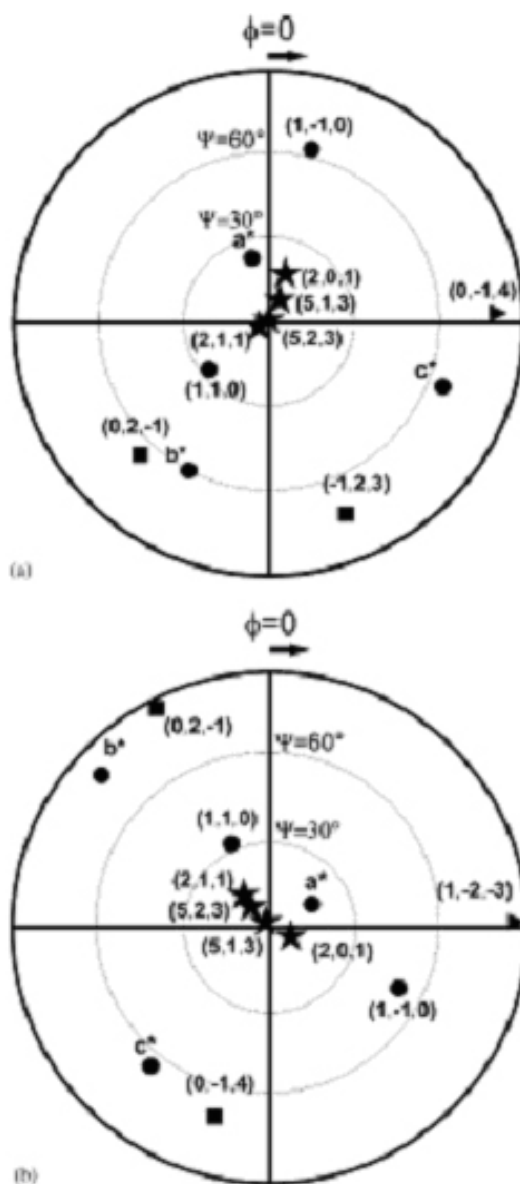 ϕ=0
(1,-1,0)
Ψ=60°
Ψ=30°
a*
(2,0,1)
(5,1,3)
(0,-1,4)
(2,1,1)
(5,2,3)
(1,1,0)
c*
(0,2,-1)
b*
(-1,2,3)
(a)
ϕ=0
(0,2,-1)
b*
Ψ=60°
(1,1,0)
Ψ=30°
(2,1,1)
a*
(1,-2,-3)
(5,2,3)
(5,1,3)
(2,0,1)
(1,-1,0)
c*
(0,-1,4)
(b)